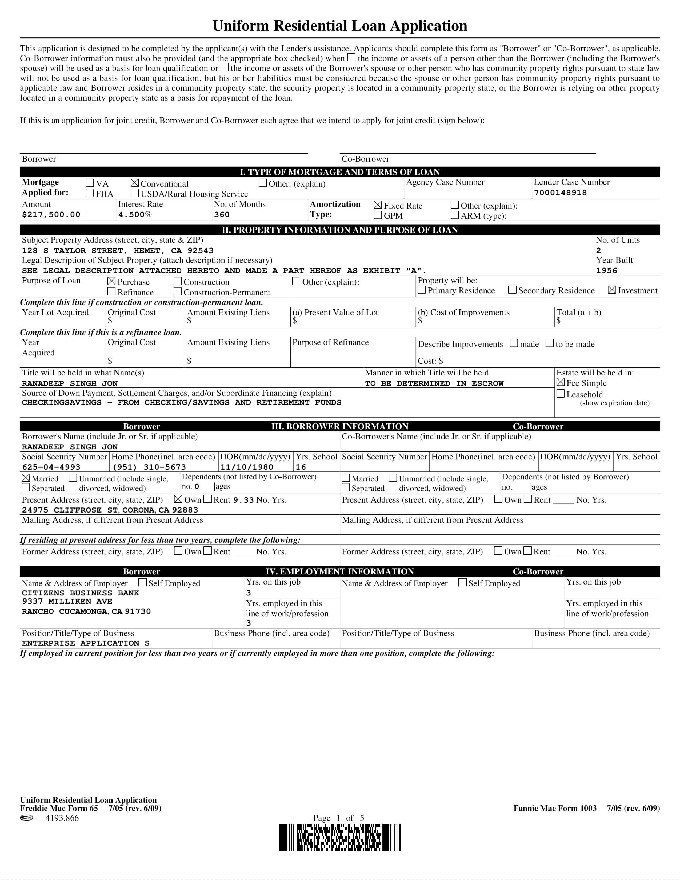 Uniform Residential Loan Application
This application is designed to be completed by the applicant(s) with the Lender's assistance. Applicants should complete this form as "Borrower" or "Co-Borrower", as applicable.
Co-Borrower information must also be provided (and the appropriate box checked) when ☐ the income or assets of a person other than the Borrower (including the Borrower's
spouse) will be used as a basis for loan qualification or ☐ the income or assets of the Borrower's spouse or other person who has community property rights pursuant to state law
will not be used as a basis for loan qualification, but his or her liabilities must be considered because the spouse or other person has community property rights pursuant to
applicable law and Borrower resides in a community property state, the security property is located in a community property state, or the Borrower is relying on other property
located in a community property state as a basis for repayment of the loan.
If this is an application for joint credit, Borrower and Co-Borrower each agree that we intend to apply for joint credit (sign below):
Borrower Co-Borrower
I. TYPE OF MORTGAGE AND TERMS OF LOAN
Mortgage ☐ VA ☒ Conventional ☐ Other (explain) Agency Case Number Lender Case Number
Applied for: ☐ FHA ☐ USDA/Rural Housing Service 7000148918
Amount Interest Rate No. of Months Amortization ☒ Fixed Rate ☐ Other (explain):
$217,500.00 4.500% 360 Type: ☐ GPM ☐ ARM (type):
II. PROPERTY INFORMATION AND PURPOSE OF LOAN
Subject Property Address (street, city, state & ZIP) No. of Units
128 S TAYLOR STREET, HEMET, CA 92543 2
Legal Description of Subject Property (attach description if necessary) Year Built
SEE LEGAL DESCRIPTION ATTACHED HERETO AND MADE A PART HEREOF AS EXHIBIT "A". 1956
Purpose of Loan ☒ Purchase ☐ Construction ☐ Other (explain): Property will be:
☐ Refinance ☐ Construction-Permanent ☐ Primary Residence ☐ Secondary Residence ☒ Investment
Complete this line if construction or construction-permanent loan.
Year Lot Acquired Original Cost Amount Existing Liens (a) Present Value of Lot (b) Cost of Improvements Total (a + b)
$ $ $ $ $
Complete this line if this is a refinance loan.
Year Original Cost Amount Existing Liens Purpose of Refinance Describe Improvements ☐ made ☐ to be made
Acquired
$ $ Cost: $
Title will be held in what Name(s) Manner in which Title will be held Estate will be held in:
RANADEEP SINGH JON TO BE DETERMINED IN ESCROW ☒ Fee Simple
Source of Down Payment, Settlement Charges, and/or Subordinate Financing (explain) ☐ Leasehold
CHECKINGSAVINGS - FROM CHECKING/SAVINGS AND RETIREMENT FUNDS (show expiration date)
Borrower III. BORROWER INFORMATION Co-Borrower
Borrower's Name (include Jr. or Sr. if applicable) Co-Borrower's Name (include Jr. or Sr. if applicable)
RANADEEP SINGH JON
Social Security Number Home Phone(incl. area code) DOB(mm/dd/yyyy) Yrs. School Social Security Number Home Phone(incl. area code) DOB(mm/dd/yyyy) Yrs. School
625-04-4993 (951) 310-5673 11/10/1980 16
☒ Married ☐ Unmarried (include single, Dependents (not listed by Co-Borrower) ☐ Married ☐ Unmarried (include single, Dependents (not listed by Borrower)
☐ Separated divorced, widowed) no. 0 ages ☐ Separated divorced, widowed) no. ages
Present Address (street, city, state, ZIP) ☒ Own ☐ Rent 9.33 No. Yrs. Present Address (street, city, state, ZIP) ☐ Own ☐ Rent ____ No. Yrs.
24975 CLIFFROSE ST, CORONA, CA 92883
Mailing Address, if different from Present Address Mailing Address, if different from Present Address
If residing at present address for less than two years, complete the following:
Former Address (street, city, state, ZIP) ☐ Own ☐ Rent No. Yrs. Former Address (street, city, state, ZIP) ☐ Own ☐ Rent No. Yrs.
Borrower IV. EMPLOYMENT INFORMATION Co-Borrower
Name & Address of Employer ☐ Self Employed Yrs. on this job Name & Address of Employer ☐ Self Employed Yrs. on this job
CITIZENS BUSINESS BANK 3
9337 MILLIKEN AVE Yrs. employed in this Yrs. employed in this
RANCHO CUCAMONGA, CA 91730 line of work/profession line of work/profession
3
Position/Title/Type of Business Business Phone (incl. area code) Position/Title/Type of Business Business Phone (incl. area code)
ENTERPRISE APPLICATION S
If employed in current position for less than two years or if currently employed in more than one position, complete the following:
Uniform Residential Loan Application
Freddie Mac Form 65 7/05 (rev. 6/09) Fannie Mae Form 1003 7/05 (rev. 6/09)
4193.866 Page 1 of 5